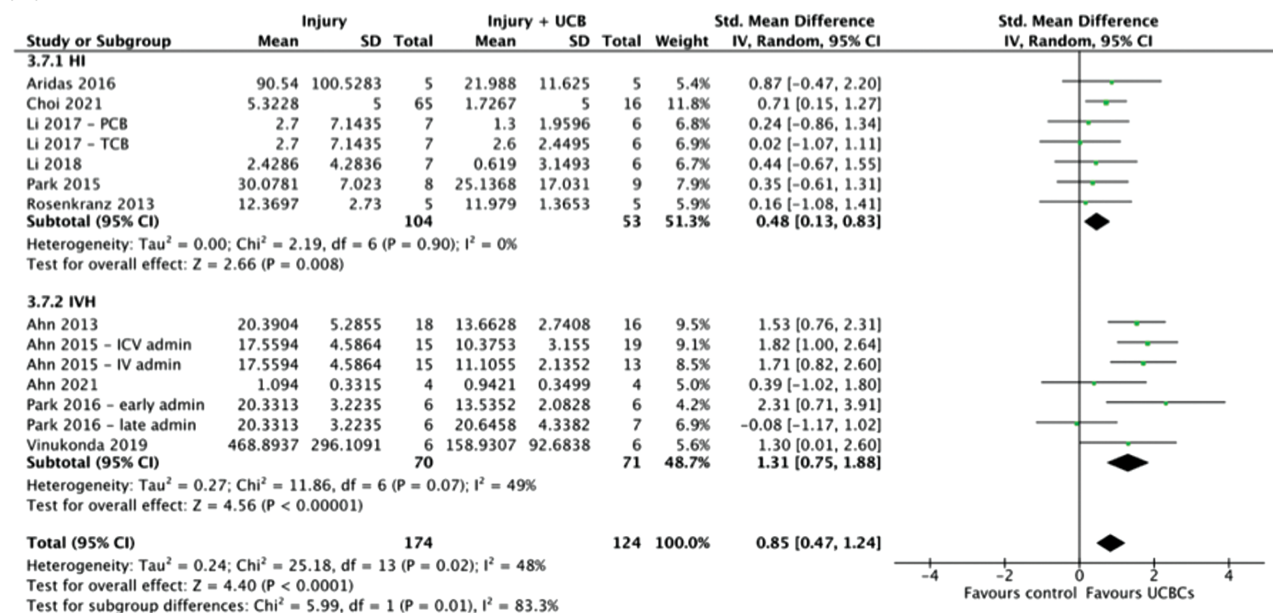 Injury Injury + UCB Std. Mean Difference Std. Mean Difference
Study or Subgroup Mean SD Total Mean SD Total Weight IV, Random, 95% CI IV, Random, 95% CI
3.7.1 HI
Aridas 2016 90.54 100.5283 5 21.988 11.625 5 5.4% 0.87 [−0.47, 2.20]
Choi 2021 5.3228 5 65 1.7267 5 16 11.8% 0.71 [0.15, 1.27]
Li 2017 – PCB 2.7 7.1435 7 1.3 1.9596 6 6.8% 0.24 [−0.86, 1.34]
Li 2017 – TCB 2.7 7.1435 7 2.6 2.4495 6 6.9% 0.02 [−1.07, 1.11]
Li 2018 2.4286 4.2836 7 0.619 3.1493 6 6.7% 0.44 [−0.67, 1.55]
Park 2015 30.0781 7.023 8 25.1368 17.031 9 7.9% 0.35 [−0.61, 1.31]
Rosenkranz 2013 12.3697 2.73 5 11.979 1.3653 5 5.9% 0.16 [−1.08, 1.41]
Subtotal (95% CI) 104 53 51.3% 0.48 [0.13, 0.83]
Heterogeneity: Tau² = 0.00; Chi² = 2.19, df = 6 (P = 0.90); I² = 0%
Test for overall effect: Z = 2.66 (P = 0.008)
3.7.2 IVH
Ahn 2013 20.3904 5.2855 18 13.6628 2.7408 16 9.5% 1.53 [0.76, 2.31]
Ahn 2015 – ICV admin 17.5594 4.5864 15 10.3753 3.155 19 9.1% 1.82 [1.00, 2.64]
Ahn 2015 – IV admin 17.5594 4.5864 15 11.1055 2.1352 13 8.5% 1.71 [0.82, 2.60]
Ahn 2021 1.094 0.3315 4 0.9421 0.3499 4 5.0% 0.39 [−1.02, 1.80]
Park 2016 – early admin 20.3313 3.2235 6 13.5352 2.0828 6 4.2% 2.31 [0.71, 3.91]
Park 2016 – late admin 20.3313 3.2235 6 20.6458 4.3382 7 6.9% −0.08 [−1.17, 1.02]
Vinukonda 2019 468.8937 296.1091 6 158.9307 92.6838 6 5.6% 1.30 [0.01, 2.60]
Subtotal (95% CI) 70 71 48.7% 1.31 [0.75, 1.88]
Heterogeneity: Tau² = 0.27; Chi² = 11.86, df = 6 (P = 0.07); I² = 49%
Test for overall effect: Z = 4.56 (P < 0.00001)
Total (95% CI) 174 124 100.0% 0.85 [0.47, 1.24]
Heterogeneity: Tau² = 0.24; Chi² = 25.18, df = 13 (P = 0.02); I² = 48%
Test for overall effect: Z = 4.40 (P < 0.0001)
Test for subgroup differences: Chi² = 5.99, df = 1 (P = 0.01), I² = 83.3%
−4 −2 0 2 4
Favours control Favours UCBCs